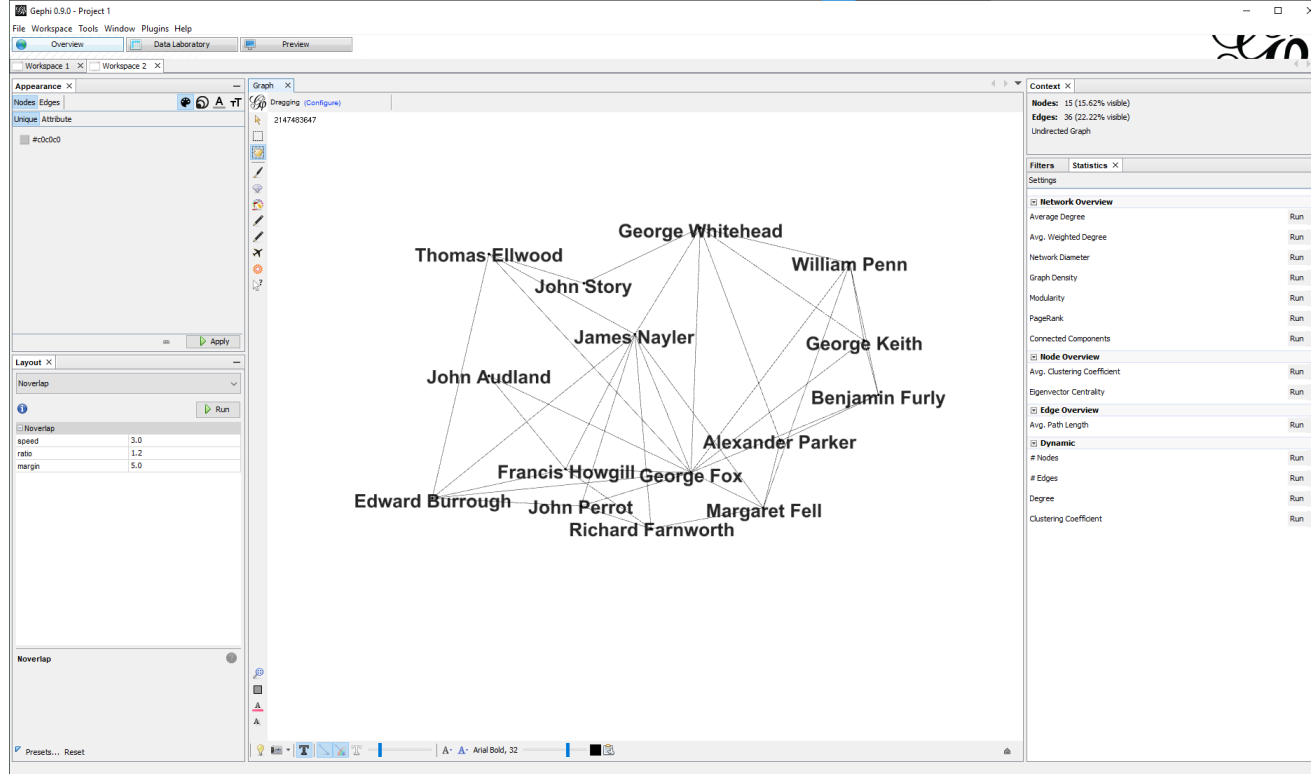 Gephi 0.9.0 - Project 1
File Workspace Tools Window Plugins Help
Overview Data Laboratory Preview
Workspace 1 Workspace 2
Appearance
Nodes Edges
Unique Attribute
#c0c0c0
Apply
Layout
Noverlap
Run
Noverlap
speed 3.0
ratio 1.2
margin 5.0
Noverlap
Presets... Reset
Graph
Dragging (Configure)
2147483647
George Whitehead
Thomas Ellwood
William Penn
John Story
James Nayler
George Keith
John Audland
Benjamin Furly
Alexander Parker
Francis Howgill
George Fox
Edward Burrough
John Perrot
Margaret Fell
Richard Farnworth
Arial Bold, 32
Context
Nodes: 15 (15.62% visible)
Edges: 36 (22.22% visible)
Undirected Graph
Filters Statistics
Settings
Network Overview
Average Degree Run
Avg. Weighted Degree Run
Network Diameter Run
Graph Density Run
Modularity Run
PageRank Run
Connected Components Run
Node Overview
Avg. Clustering Coefficient Run
Eigenvector Centrality Run
Edge Overview
Avg. Path Length Run
Dynamic
# Nodes Run
# Edges Run
Degree Run
Clustering Coefficient Run